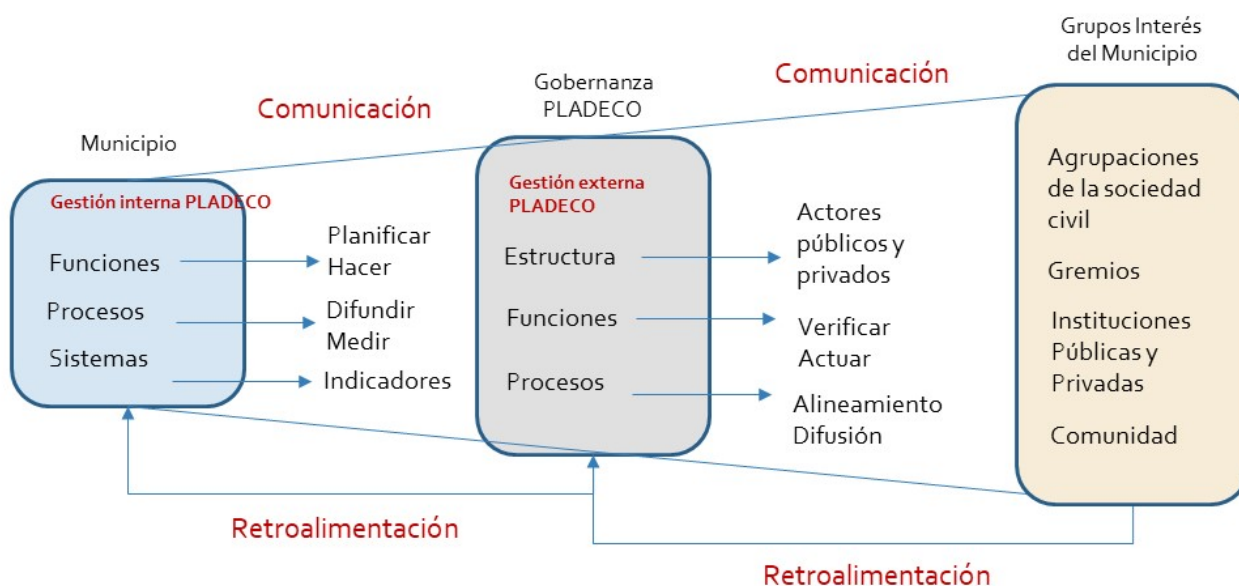 Grupos Interés
del Municipio
Comunicación
Gobernanza
PLADECO
Comunicación
Municipio
Gestión interna PLADECO
Funciones
Procesos
Sistemas
Planificar
Hacer
Difundir
Medir
Indicadores
Gestión externa
PLADECO
Estructura
Funciones
Procesos
Actores
públicos y
privados
Verificar
Actuar
Alineamiento
Difusión
Agrupaciones
de la sociedad
civil
Gremios
Instituciones
Públicas y
Privadas
Comunidad
Retroalimentación
Retroalimentación